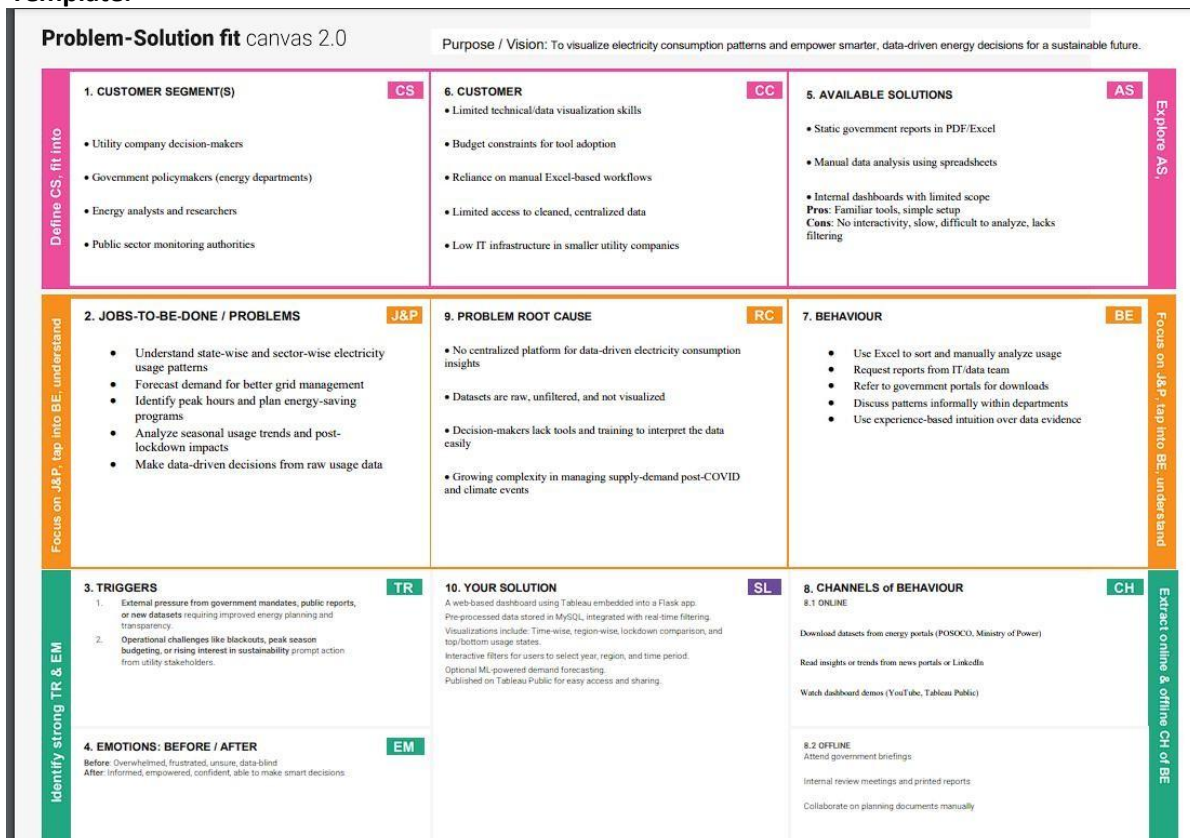 Template:
Problem-Solution fit canvas 2.0
Purpose / Vision: To visualize electricity consumption patterns and empower smarter, data-driven energy decisions for a sustainable future.
Define CS, fit into
1. CUSTOMER SEGMENT(S)
CS
• Utility company decision-makers
• Government policymakers (energy departments)
• Energy analysts and researchers
• Public sector monitoring authorities
6. CUSTOMER
CC
• Limited technical/data visualization skills
• Budget constraints for tool adoption
• Reliance on manual Excel-based workflows
• Limited access to cleaned, centralized data
• Low IT infrastructure in smaller utility companies
5. AVAILABLE SOLUTIONS
AS
• Static government reports in PDF/Excel
• Manual data analysis using spreadsheets
• Internal dashboards with limited scope
Pros: Familiar tools, simple setup
Cons: No interactivity, slow, difficult to analyze, lacks
filtering
Explore AS,
Focus on J&P, tap into BE, understand
2. JOBS-TO-BE-DONE / PROBLEMS
J&P
• Understand state-wise and sector-wise electricity
usage patterns
• Forecast demand for better grid management
• Identify peak hours and plan energy-saving
programs
• Analyze seasonal usage trends and post-
lockdown impacts
• Make data-driven decisions from raw usage data
9. PROBLEM ROOT CAUSE
RC
• No centralized platform for data-driven electricity consumption
insights
• Datasets are raw, unfiltered, and not visualized
• Decision-makers lack tools and training to interpret the data
easily
• Growing complexity in managing supply-demand post-COVID
and climate events
7. BEHAVIOUR
BE
• Use Excel to sort and manually analyze usage
• Request reports from IT/data team
• Refer to government portals for downloads
• Discuss patterns informally within departments
• Use experience-based intuition over data evidence
Focus on J&P, tap into BE, understand
Identify strong TR & EM
3. TRIGGERS
TR
1. External pressure from government mandates, public reports,
or new datasets requiring improved energy planning and
transparency.
2. Operational challenges like blackouts, peak season
budgeting, or rising interest in sustainability prompt action
from utility stakeholders.
4. EMOTIONS: BEFORE / AFTER
EM
Before: Overwhelmed, frustrated, unsure, data-blind
After: Informed, empowered, confident, able to make smart decisions
10. YOUR SOLUTION
SL
A web-based dashboard using Tableau embedded into a Flask app.
Pre-processed data stored in MySQL, integrated with real-time filtering.
Visualizations include: Time-wise, region-wise, lockdown comparison, and
top/bottom usage states.
Interactive filters for users to select year, region, and time period.
Optional ML-powered demand forecasting.
Published on Tableau Public for easy access and sharing.
8. CHANNELS of BEHAVIOUR
CH
8.1 ONLINE
Download datasets from energy portals (POSOCO, Ministry of Power)
Read insights or trends from news portals or LinkedIn
Watch dashboard demos (YouTube, Tableau Public)
8.2 OFFLINE
Attend government briefings
Internal review meetings and printed reports
Collaborate on planning documents manually
Extract online & offline CH of BE